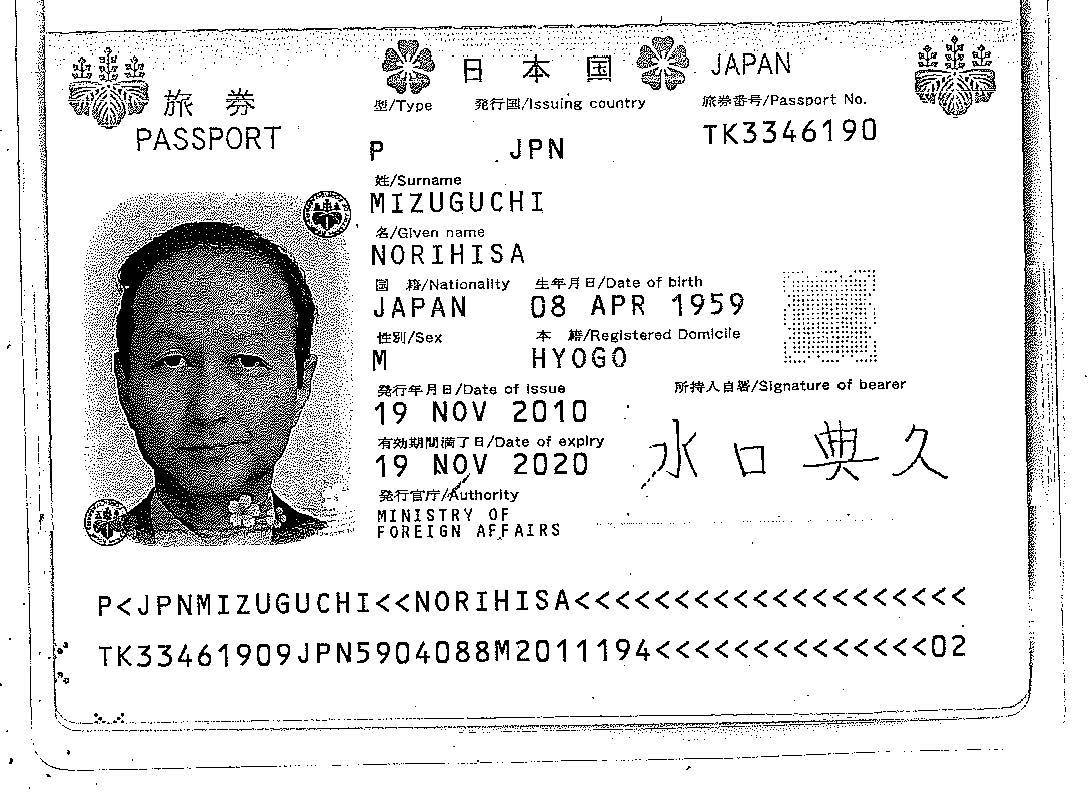 日本国 JAPAN
旅券
PASSPORT
型/Type 発行国/Issuing country 旅券番号/Passport No.
P JPN TK3346190
姓/Surname
MIZUGUCHI
名/Given name
NORIHISA
国 籍/Nationality 生年月日/Date of birth
JAPAN 08 APR 1959
性別/Sex 本 籍/Registered Domicile
M HYOGO
発行年月日/Date of issue 所持人自署/Signature of bearer
19 NOV 2010
有効期間満了日/Date of expiry
19 NOV 2020
水口典久
発行官庁/Authority
MINISTRY OF
FOREIGN AFFAIRS
P<JPNMIZUGUCHI<<NORIHISA<<<<<<<<<<<<<<<<<<<<
TK33461909JPN5904088M2011194<<<<<<<<<<<<<<02